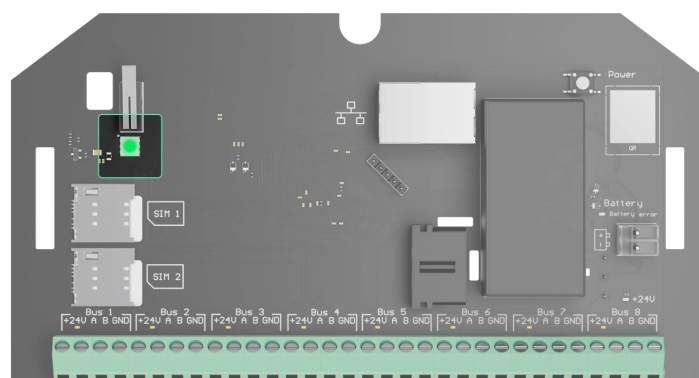 Power
QR
SIM 1
SIM 2
Battery
Battery error
+
-
+24V
Bus 1 Bus 2 Bus 3 Bus 4 Bus 5 Bus 6 Bus 7 Bus 8
+24V A B GND +24V A B GND +24V A B GND +24V A B GND +24V A B GND +24V A B GND +24V A B GND +24V A B GND